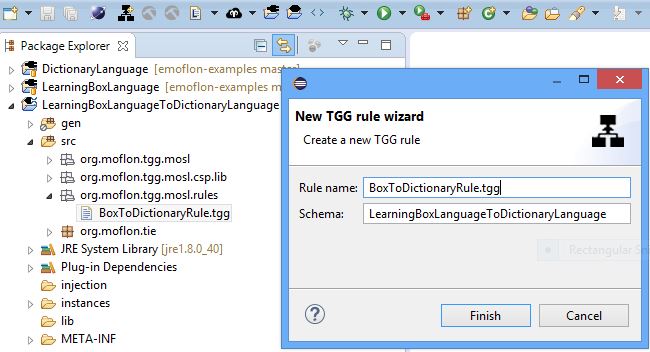 Package Explorer
DictionaryLanguage [emoflon-examples master]
LearningBoxLanguage [emoflon-examples ma
LearningBoxLanguageToDictionaryLanguage
gen
src
org.moflon.tgg.mosl
org.moflon.tgg.mosl.csp.lib
org.moflon.tgg.mosl.rules
BoxToDictionaryRule.tgg
org.moflon.tie
JRE System Library [jre1.8.0_40]
Plug-in Dependencies
injection
instances
lib
META-INF
New TGG rule wizard
Create a new TGG rule
Rule name: BoxToDictionaryRule.tgg
Schema: LearningBoxLanguageToDictionaryLanguage
Rectangular Sn
? Finish Cancel